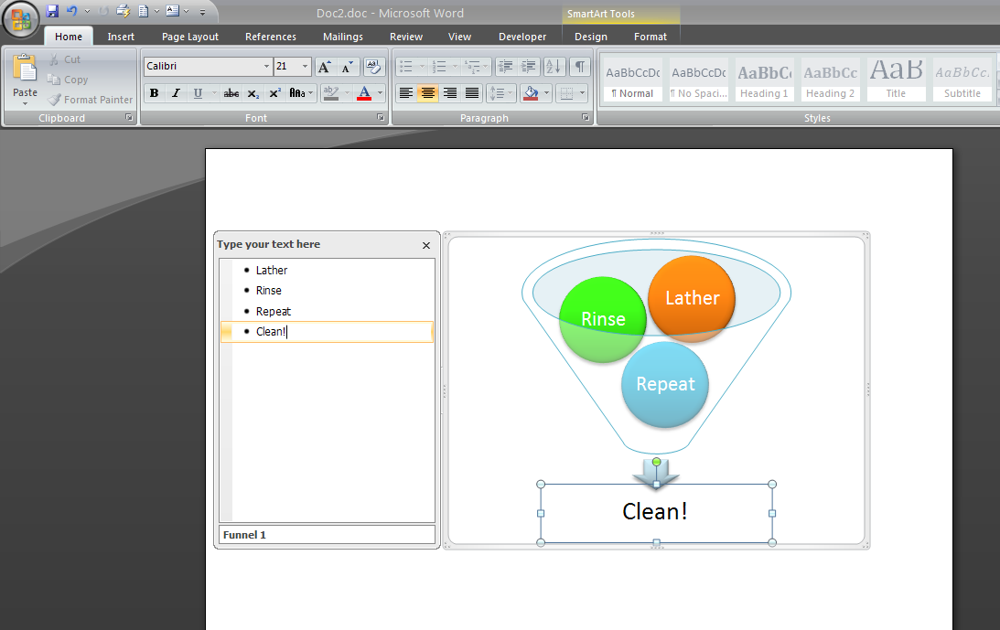 Doc2.doc - Microsoft Word
SmartArt Tools
Home Insert Page Layout References Mailings Review View Developer Design Format
Paste
Cut
Copy
Format Painter
Clipboard
Calibri 21
B I U abe x₂ x² Aa
Font
Paragraph
AaBbCcDc AaBbCcDc AaBbC AaBbCc AaB AaBbCc.
¶ Normal ¶ No Spaci... Heading 1 Heading 2 Title Subtitle
Styles
Type your text here
Lather
Rinse
Repeat
Clean!
Funnel 1
Lather
Rinse
Repeat
Clean!